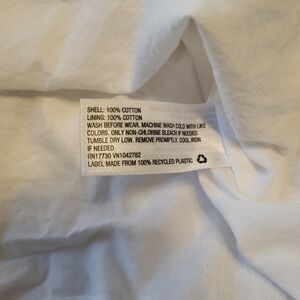 SHELL: 100% COTTON
LINING: 100% COTTON
WASH BEFORE WEAR. MACHINE WASH COLD WITH LIKE
COLORS. ONLY NON-CHLORINE BLEACH IF NEEDED.
TUMBLE DRY LOW. REMOVE PROMPTLY. COOL IRON
IF NEEDED.
RN17730 VN1042782
LABEL MADE FROM 100% RECYCLED PLASTIC